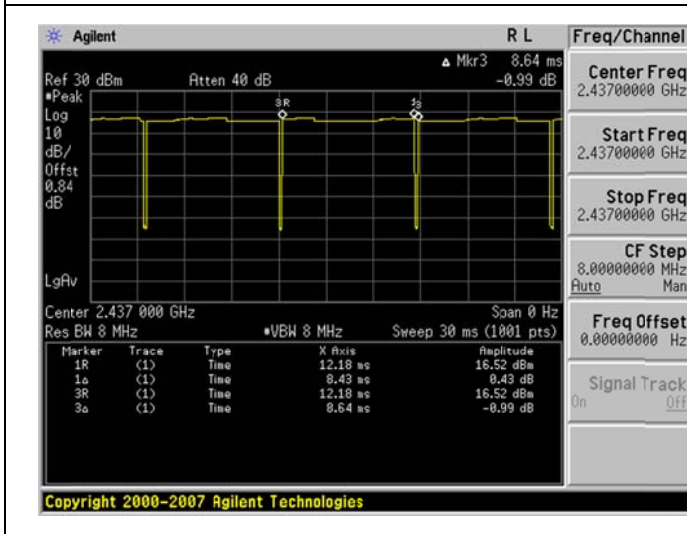 Agilent R L
Δ Mkr3 8.64 ms
Ref 30 dBm Atten 40 dB -0.99 dB
#Peak
Log
10
dB/
Offst
0.84
dB
LgAv
3R
Center 2.437 000 GHz Span 0 Hz
Res BW 8 MHz #VBW 8 MHz Sweep 30 ms (1001 pts)
Marker Trace Type X Axis Amplitude
1R (1) Time 12.18 ms 16.52 dBm
1Δ (1) Time 8.43 ms 0.43 dB
3R (1) Time 12.18 ms 16.52 dBm
3Δ (1) Time 8.64 ms -0.99 dB
Copyright 2000-2007 Agilent Technologies
Freq/Channel
Center Freq
2.43700000 GHz
Start Freq
2.43700000 GHz
Stop Freq
2.43700000 GHz
CF Step
8.00000000 MHz
Auto Man
Freq Offset
0.00000000 Hz
Signal Track
On Off